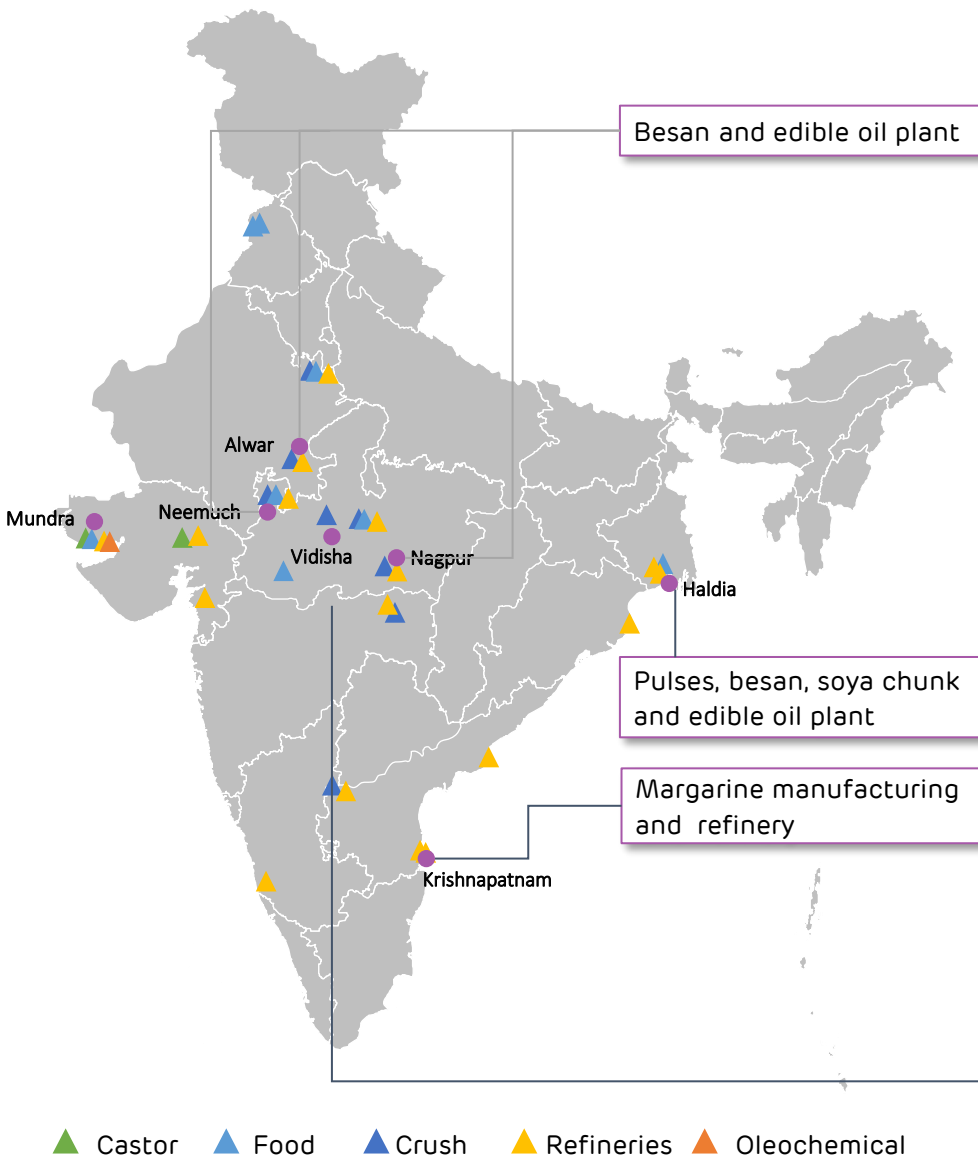 Besan and edible oil plant
Alwar
Mundra
Neemuch
Vidisha
Nagpur
Haldia
Pulses, besan, soya chunk
and edible oil plant
Margarine manufacturing
and refinery
Krishnapatnam
Castor
Food
Crush
Refineries
Oleochemical